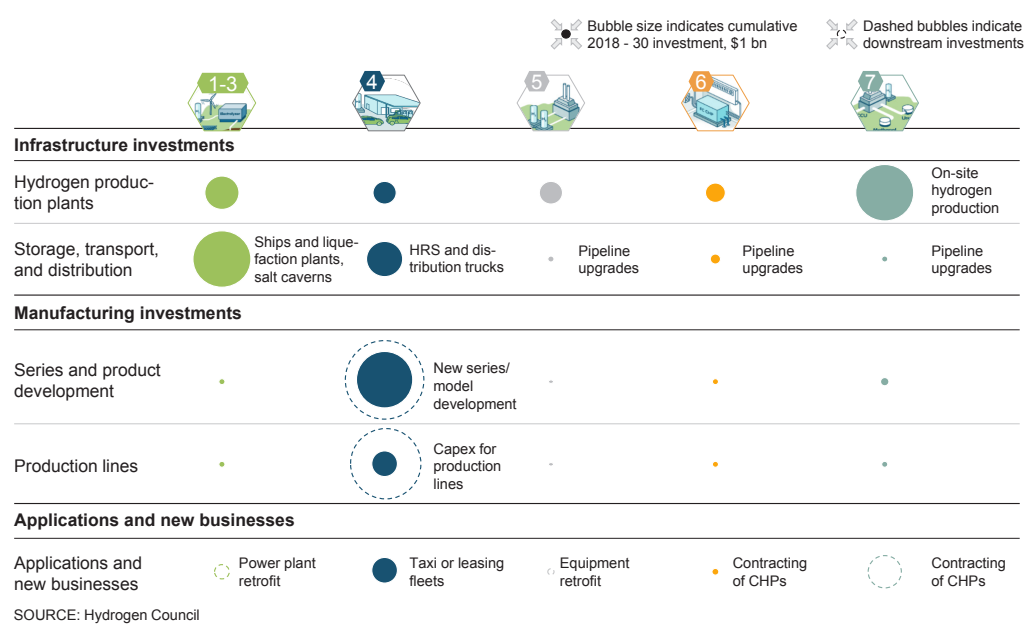 Bubble size indicates cumulative
2018 - 30 investment, $1 bn
Dashed bubbles indicate
downstream investments
1-3
4
5
6
7
Infrastructure investments
Hydrogen produc-
tion plants
On-site
hydrogen
production
Storage, transport,
and distribution
Ships and lique-
faction plants,
salt caverns
HRS and dis-
tribution trucks
Pipeline
upgrades
Pipeline
upgrades
Pipeline
upgrades
Manufacturing investments
Series and product
development
New series/
model
development
Production lines
Capex for
production
lines
Applications and new businesses
Applications and
new businesses
Power plant
retrofit
Taxi or leasing
fleets
Equipment
retrofit
Contracting
of CHPs
Contracting
of CHPs
SOURCE: Hydrogen Council